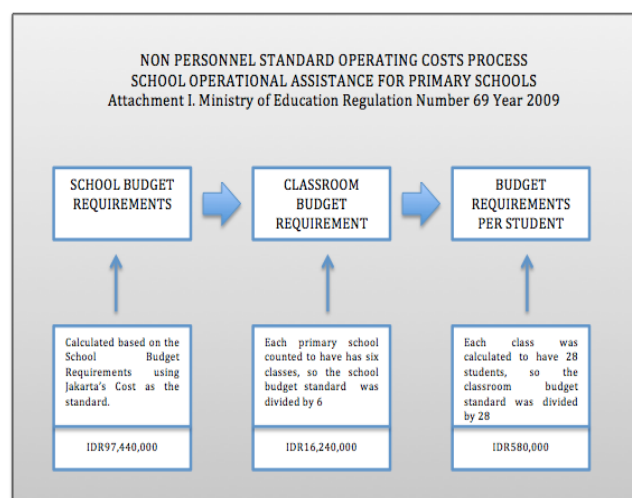 NON PERSONNEL STANDARD OPERATING COSTS PROCESS
SCHOOL OPERATIONAL ASSISTANCE FOR PRIMARY SCHOOLS
Attachment I. Ministry of Education Regulation Number 69 Year 2009
SCHOOL BUDGET
REQUIREMENTS
CLASSROOM
BUDGET
REQUIREMENT
BUDGET
REQUIREMENTS
PER STUDENT
Calculated based on the
School Budget
Requirements using
Jakarta's Cost as the
standard.
IDR97,440,000
Each primary school
counted to have has six
classes, so the school
budget standard was
divided by 6
IDR16,240,000
Each class was
calculated to have 28
students, so the
classroom budget
standard was divided
by 28
IDR580,000